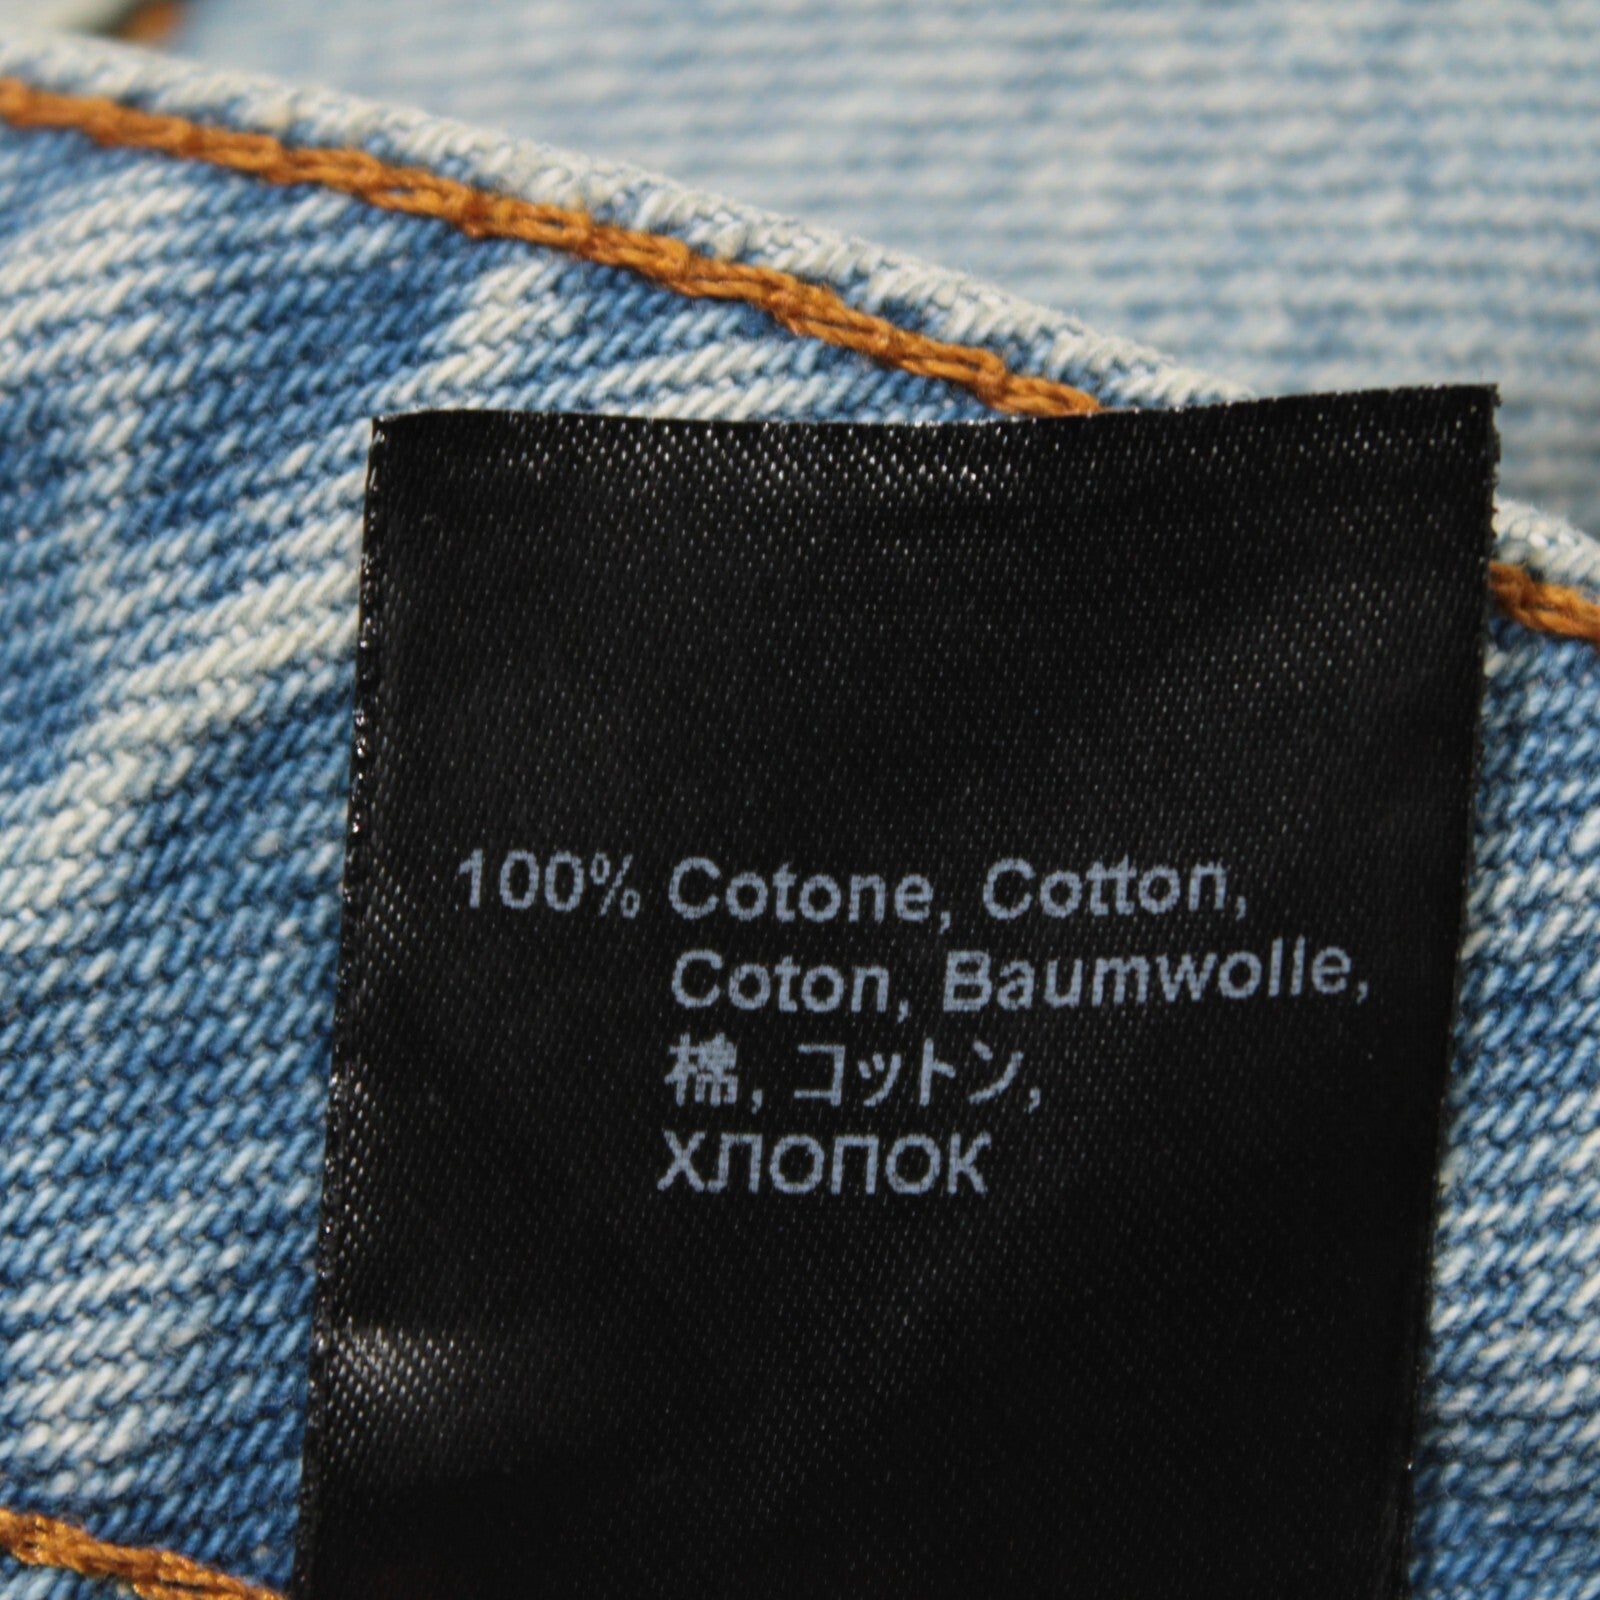 100% Cotone, Cotton,
Coton, Baumwolle,
棉, コットン,
ХЛОПОК